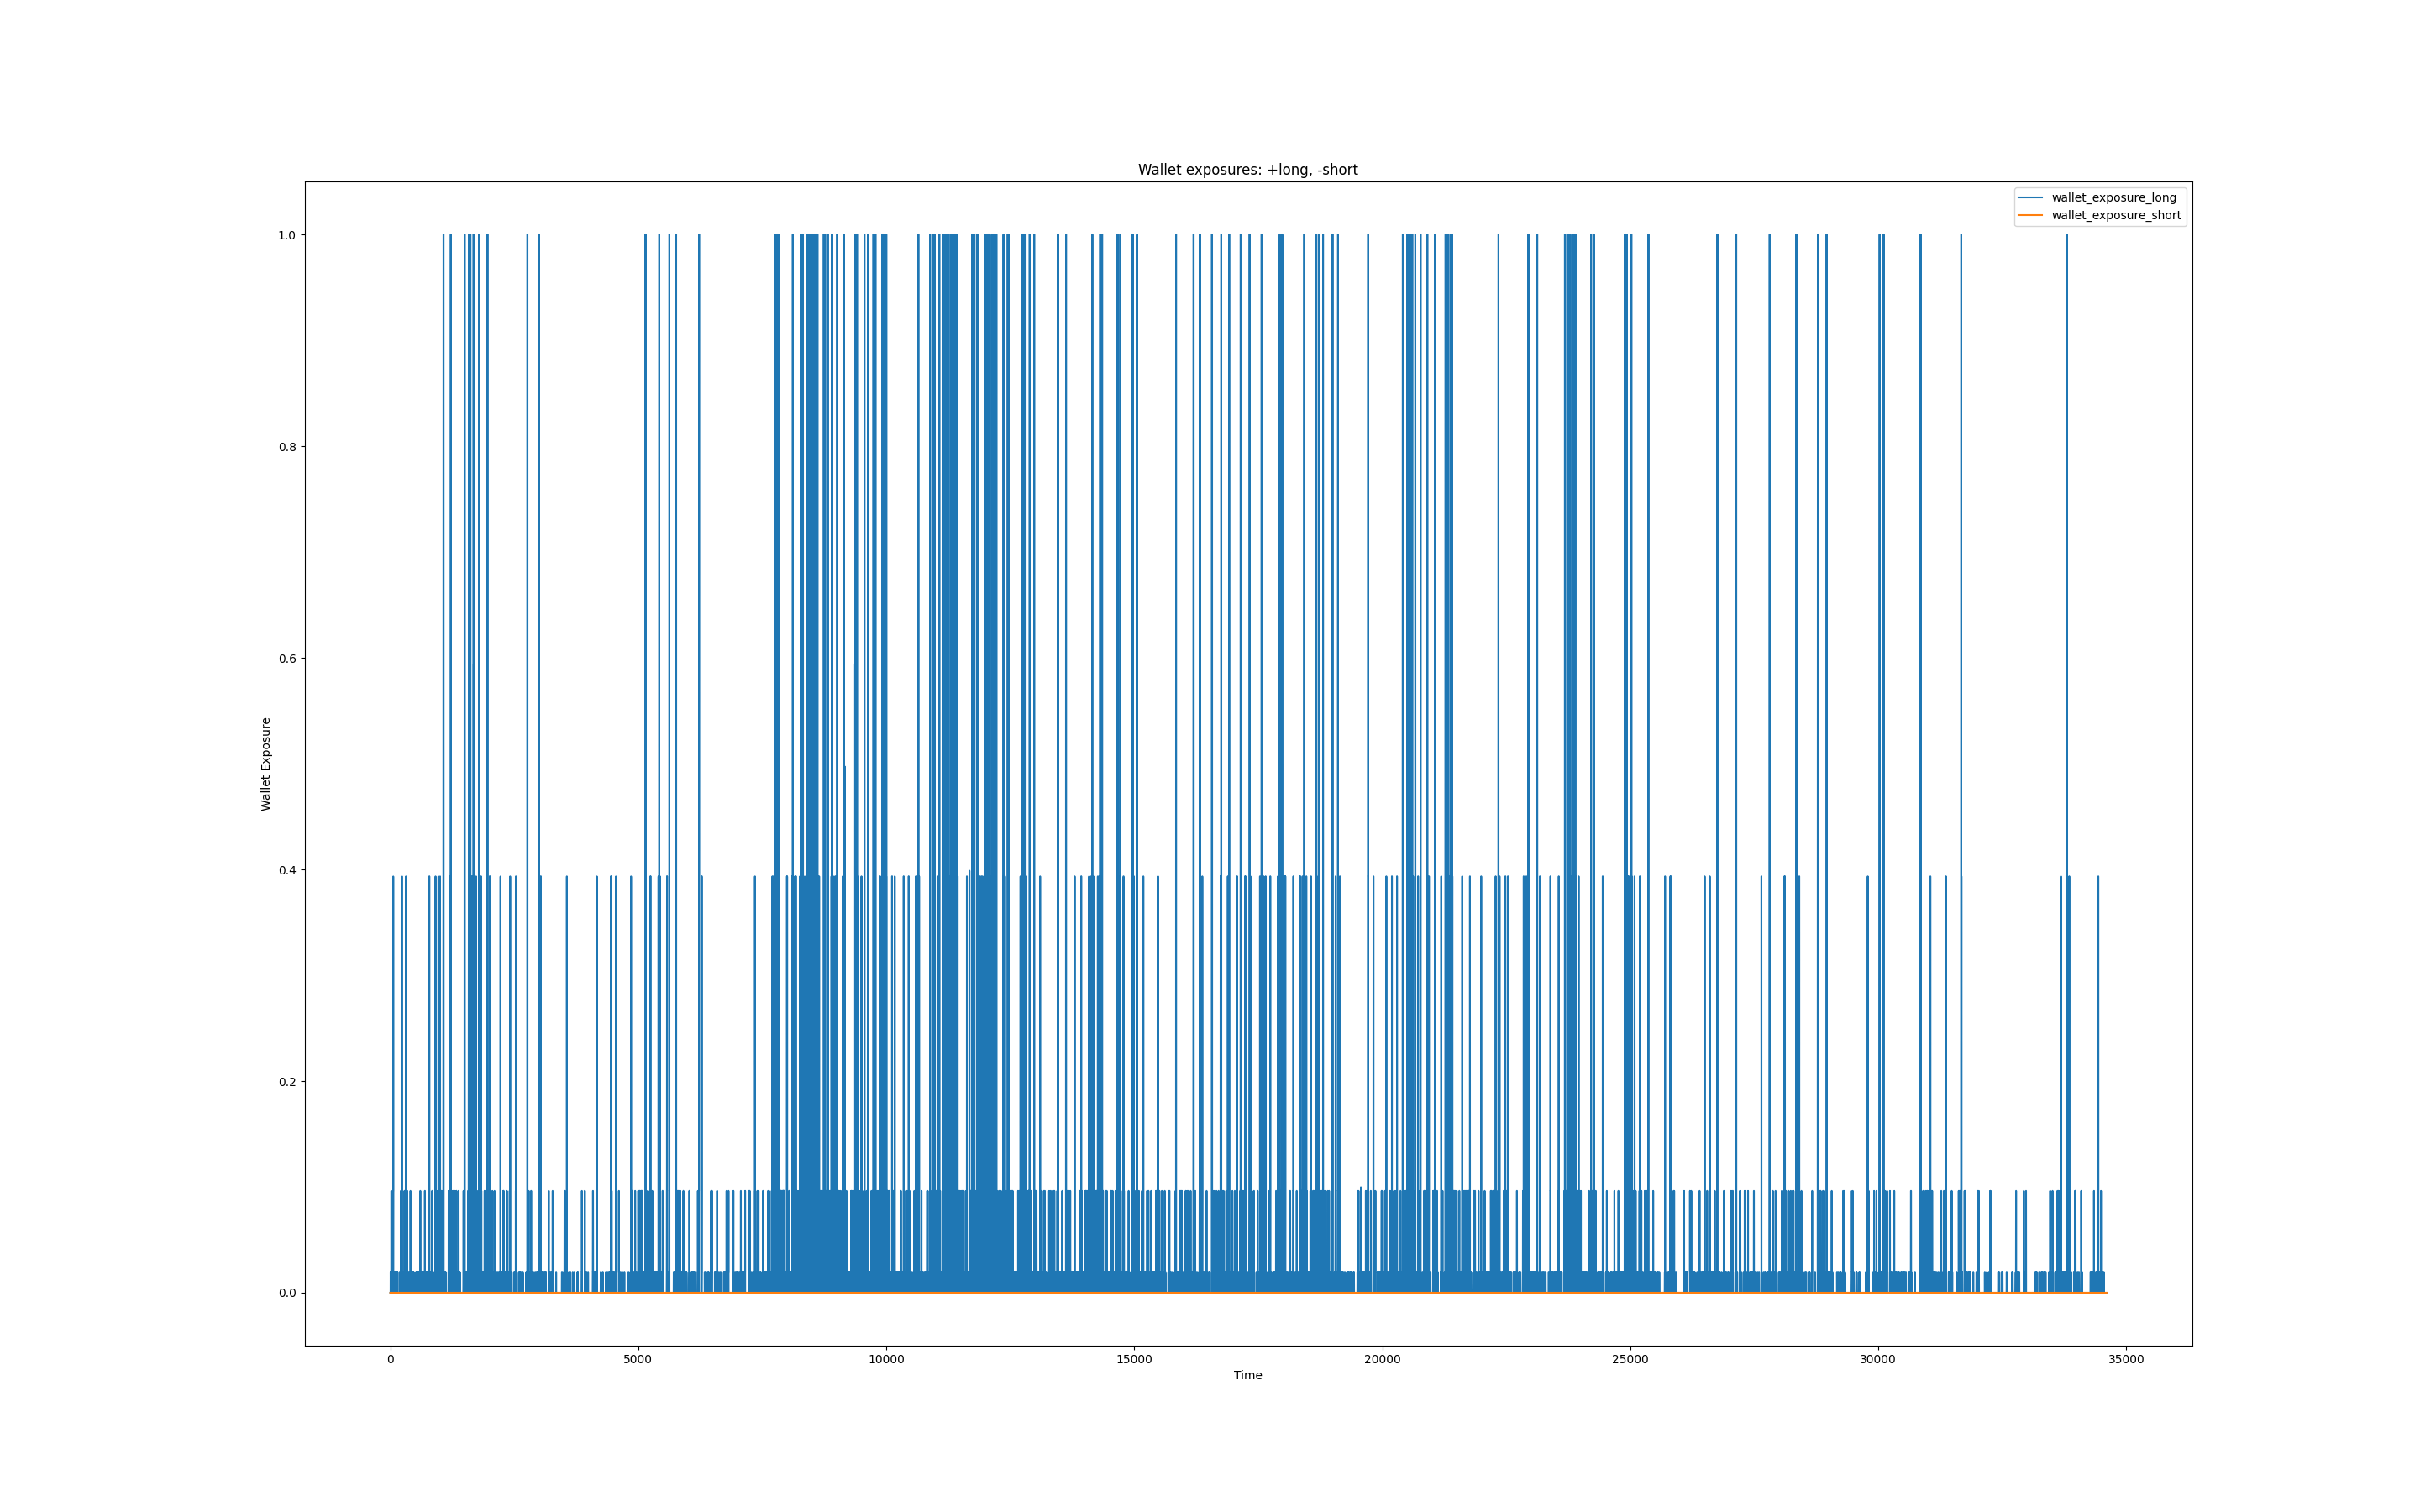 Wallet exposures: +long, -short
wallet_exposure_long
wallet_exposure_short
1.0
0.8
0.6
0.4
0.2
0.0
Wallet Exposure
0 5000 10000 15000 20000 25000 30000 35000
Time